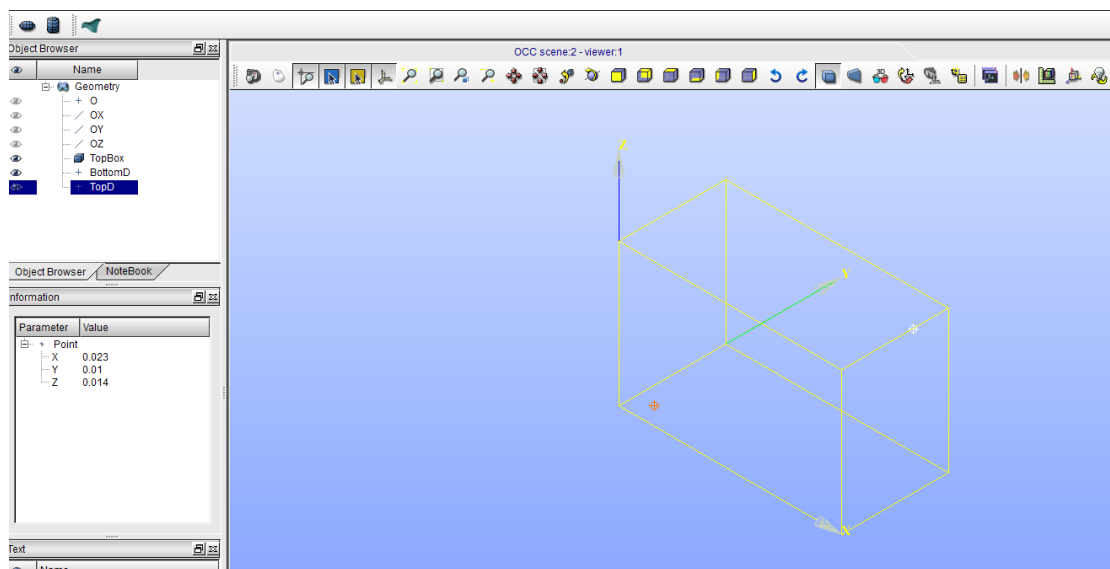 Object Browser
OCC scene:2 - viewer:1
Name
Geometry
O
OX
OY
OZ
TopBox
BottomD
TopD
Z
Y
X
Object Browser
NoteBook
nformation
Parameter Value
Point
X 0.023
Y 0.01
Z 0.014
Text
Name